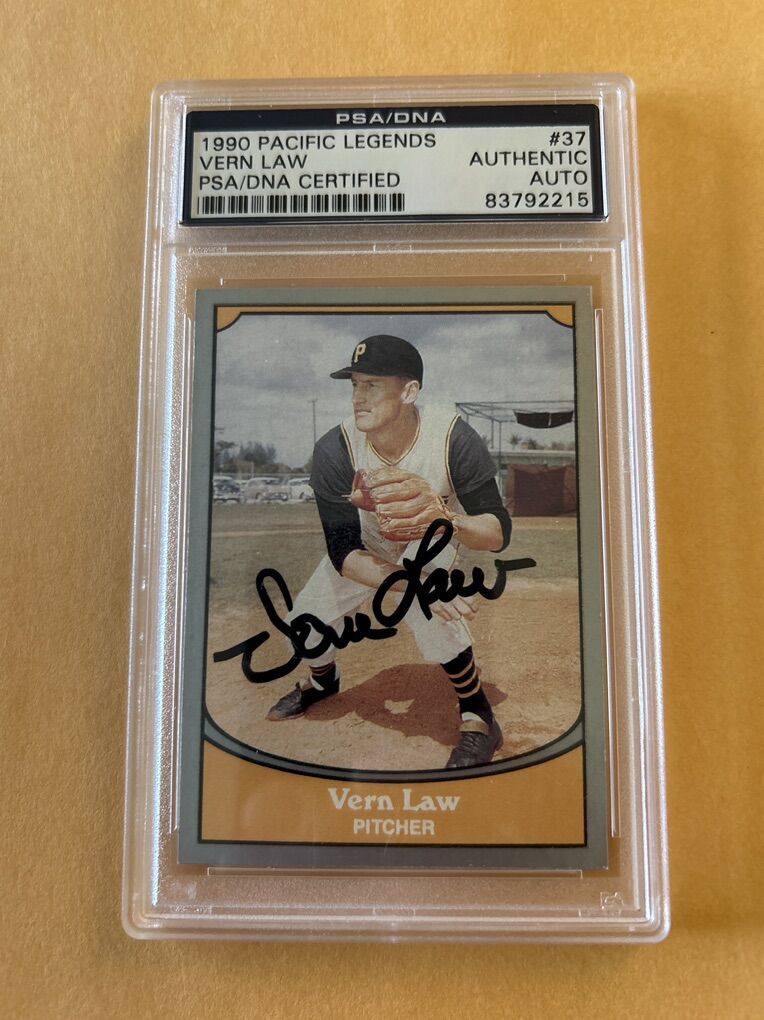 PSA/DNA
1990 PACIFIC LEGENDS #37
VERN LAW AUTHENTIC
PSA/DNA CERTIFIED AUTO
83792215
P
Vern Law
Vern Law
PITCHER